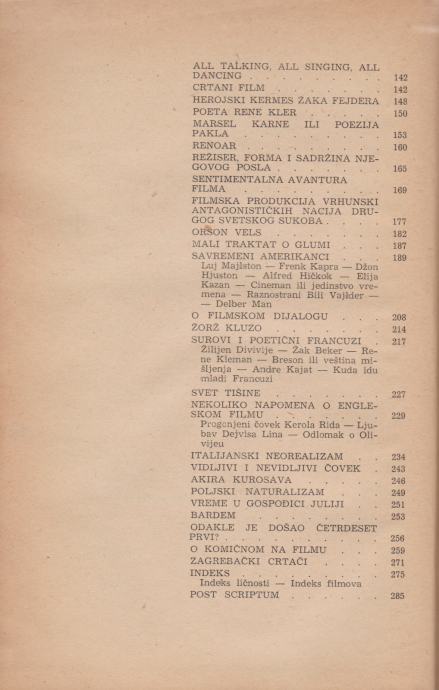 ALL TALKING, ALL SINGING, ALL
DANCING . . . . . . . . 142
CRTANI FILM . . . . . . . 142
HEROJSKI KERMES ŽAKA FEJDERA 148
POETA RENE KLER . . . . . 150
MARSEL KARNE ILI POEZIJA
PAKLA . . . . . . . . . 153
RENOAR . . . . . . . . 160
REŽISER, FORMA I SADRŽINA NJE-
GOVOG POSLA . . . . . . . 165
SENTIMENTALNA AVANTURA
FILMA . . . . . . . . 169
FILMSKA PRODUKCIJA VRHUNSKI
ANTAGONISTIČKIH NACIJA DRU-
GOG SVETSKOG SUKOBA . . . . 177
ORSON VELS . . . . . . 182
MALI TRAKTAT O GLUMI . . . 187
SAVREMENI AMERIKANCI . . . 189
Luj Majlston — Frenk Kapra — Džon
Hjuston — Alfred Hičkok — Elija
Kazan — Cineman ili jedinstvo vre-
mena — Raznostrani Bili Vajlder —
— Delber Man
O FILMSKOM DIJALOGU . . . 208
ŽORŽ KLUZO . . . . . . 214
SUROVI I POETIČNI FRANCUZI . 217
Žilijen Divivije — Žak Beker — Re-
ne Kleman — Breson ili veština mi-
šljenja — Andre Kajat — Kuda idu
mladi Francuzi
SVET TIŠINE . . . . . . 227
NEKOLIKO NAPOMENA O ENGLE-
SKOM FILMU . . . . . . . 229
Progonjeni čovek Kerola Rida — Lju-
bav Dejvisa Lina — Odlomak o Oli-
vijeu
ITALIJANSKI NEOREALIZAM . . 234
VIDLJIVI I NEVIDLJIVI ČOVEK . 243
AKIRA KUROSAVA . . . . . 246
POLJSKI NATURALIZAM . . . 249
VREME U GOSPOĐICI JULIJI . . 251
BARDEM . . . . . . . . 253
ODAKLE JE DOŠAO ČETRDESET
PRVI? . . . . . . . . . 256
O KOMIČNOM NA FILMU . . . 259
ZAGREBAČKI CRTAČI . . . . 271
INDEKS . . . . . . . . 275
Indeks ličnosti — Indeks filmova
POST SCRIPTUM . . . . . 285